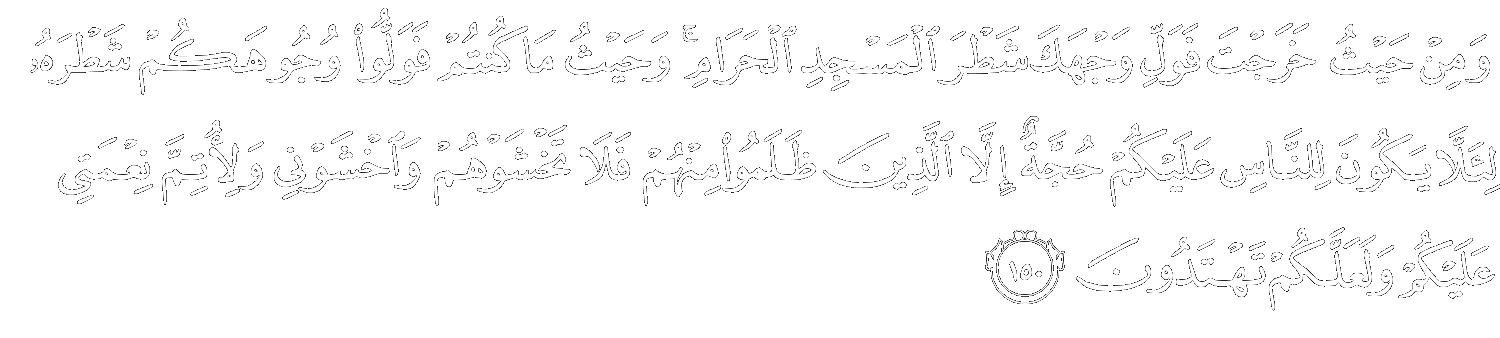 وَمِنْ حَيْثُ خَرَجْتَ فَوَلِّ وَجْهَكَ شَطْرَ ٱلْمَسْجِدِ ٱلْحَرَامِ ۚ وَحَيْثُ مَا كُنتُمْ فَوَلُّوا۟ وُجُوهَكُمْ شَطْرَهُۥ
لِئَلَّا يَكُونَ لِلنَّاسِ عَلَيْكُمْ حُجَّةٌ إِلَّا ٱلَّذِينَ ظَلَمُوا۟ مِنْهُمْ فَلَا تَخْشَوْهُمْ وَٱخْشَوْنِى وَلِأُتِمَّ نِعْمَتِى
عَلَيْكُمْ وَلَعَلَّكُمْ تَهْتَدُونَ ١٥٠